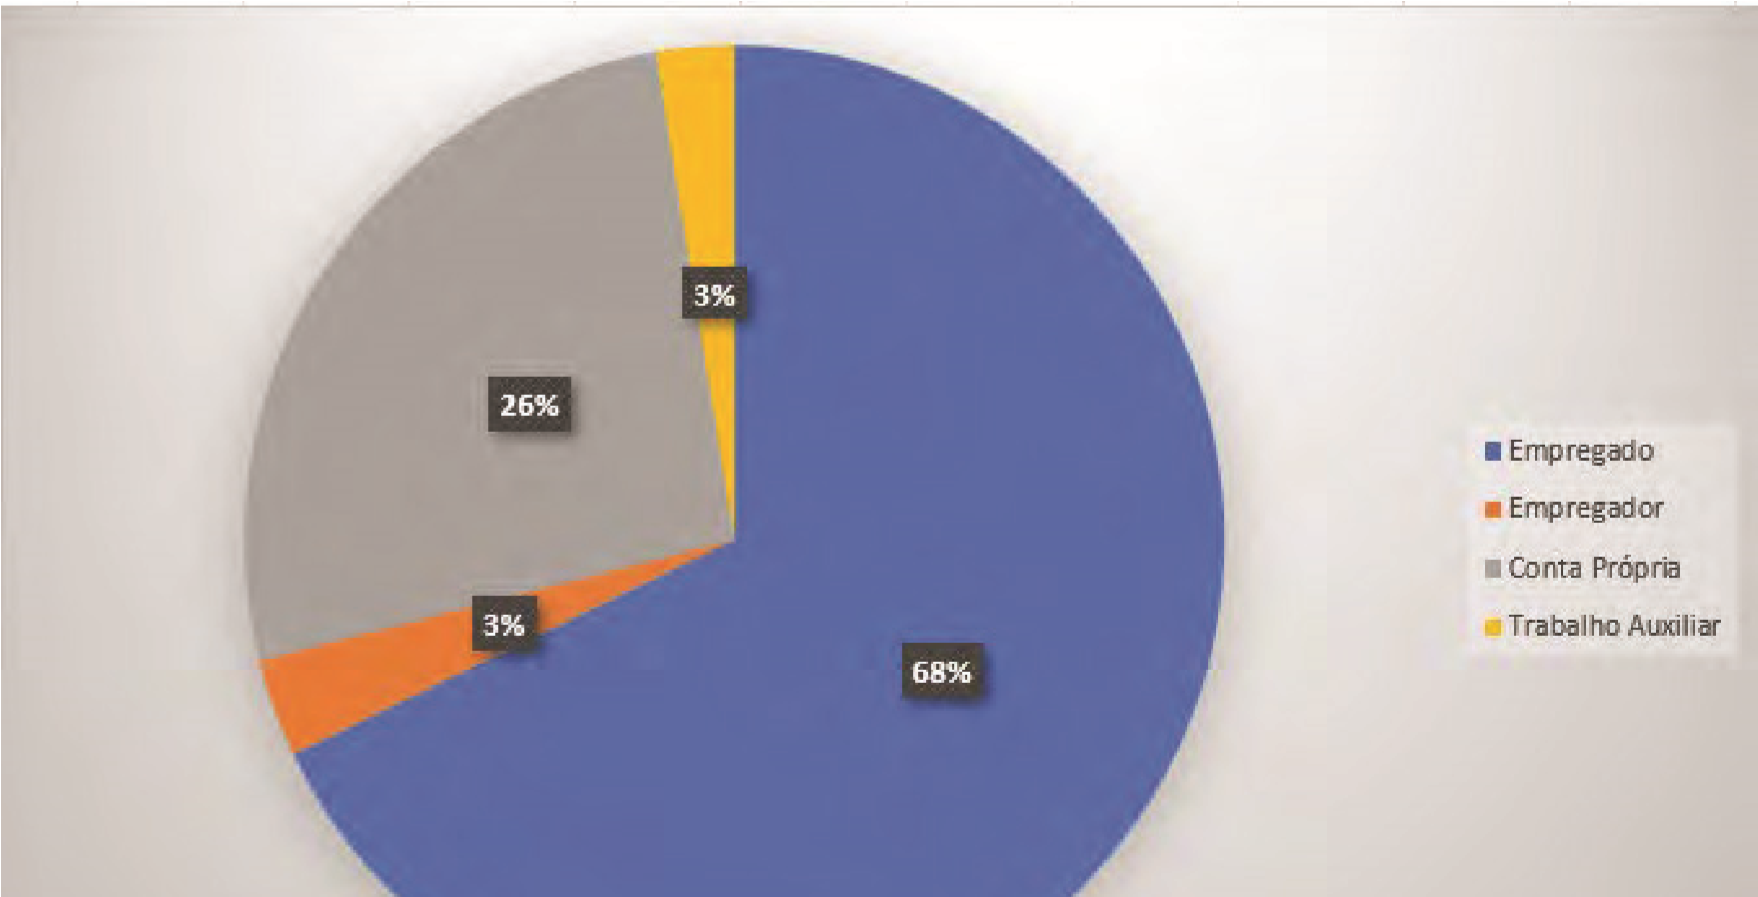 3%
26%
3%
68%
Empregado
Empregador
Conta Própria
Trabalho Auxiliar